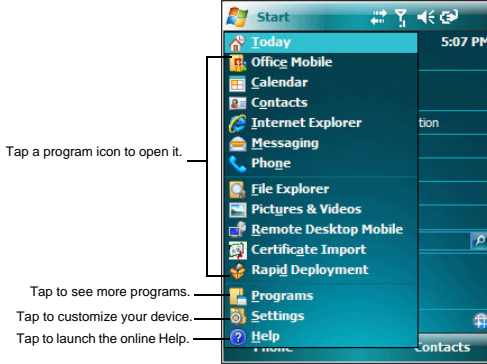 Start
Today
5:07 PM
Office Mobile
Calendar
Contacts
Internet Explorer
tion
Messaging
Tap a program icon to open it.
Phone
File Explorer
Pictures & Videos
Remote Desktop Mobile
Certificate Import
Rapid Deployment
Tap to see more programs.
Programs
Tap to customize your device.
Settings
Tap to launch the online Help.
Help
Phone
Contacts